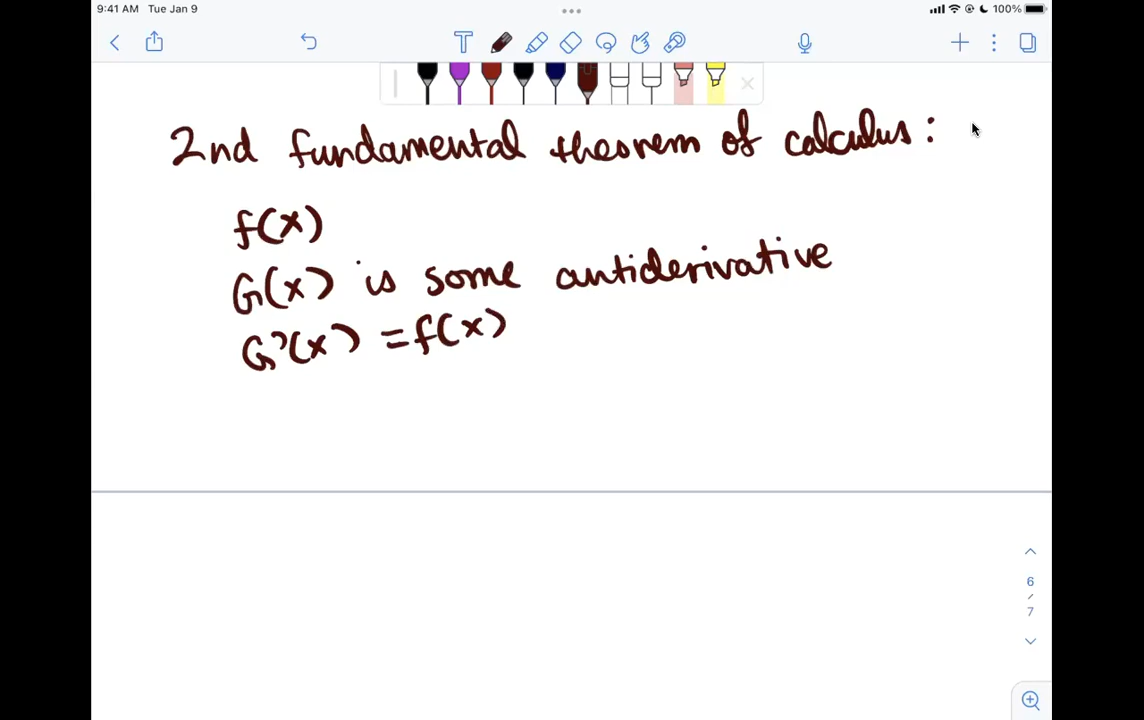 9:41 AM Tue Jan 9
100%
2nd fundamental theorem of calculus:
f(x)
G(x) is some antiderivative
G'(x) = f(x)
6
/
7